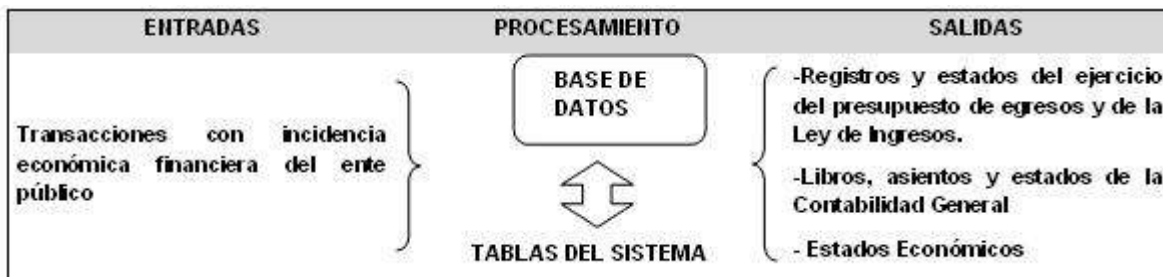 ENTRADAS PROCESAMIENTO SALIDAS
Transacciones con incidencia
económica financiera del ente
público
BASE DE
DATOS
TABLAS DEL SISTEMA
-Registros y estados del ejercicio
del presupuesto de egresos y de la
Ley de Ingresos.
-Libros, asientos y estados de la
Contabilidad General
- Estados Económicos